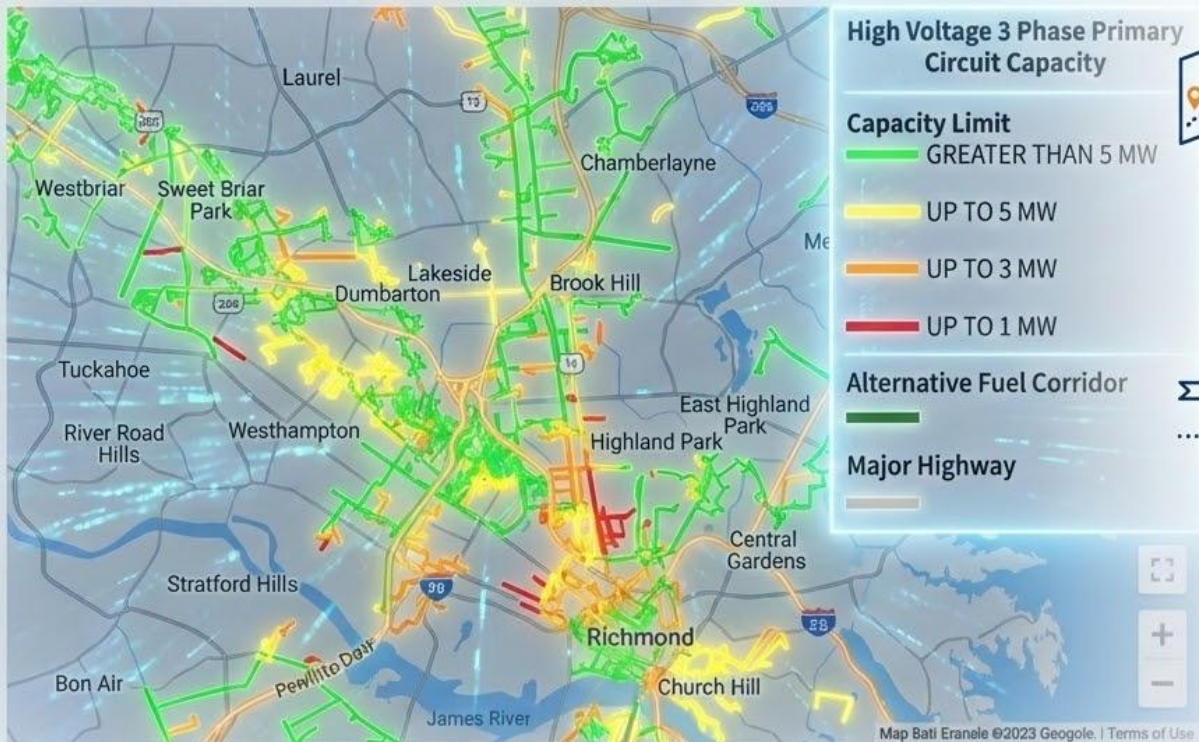 High Voltage 3 Phase Primary
Circuit Capacity
Capacity Limit
GREATER THAN 5 MW
UP TO 5 MW
UP TO 3 MW
UP TO 1 MW
Alternative Fuel Corridor
Major Highway
Laurel
Chamberlayne
Westbriar
Sweet Briar
Park
Me
Lakeside
Dumbarton
Brook Hill
Tuckahoe
East Highland
Park
River Road
Hills
Westhampton
Highland Park
Central
Gardens
Stratford Hills
Richmond
Bon Air
Church Hill
James River
Map Bati Eranele ©2023 Geogole. | Terms of Use